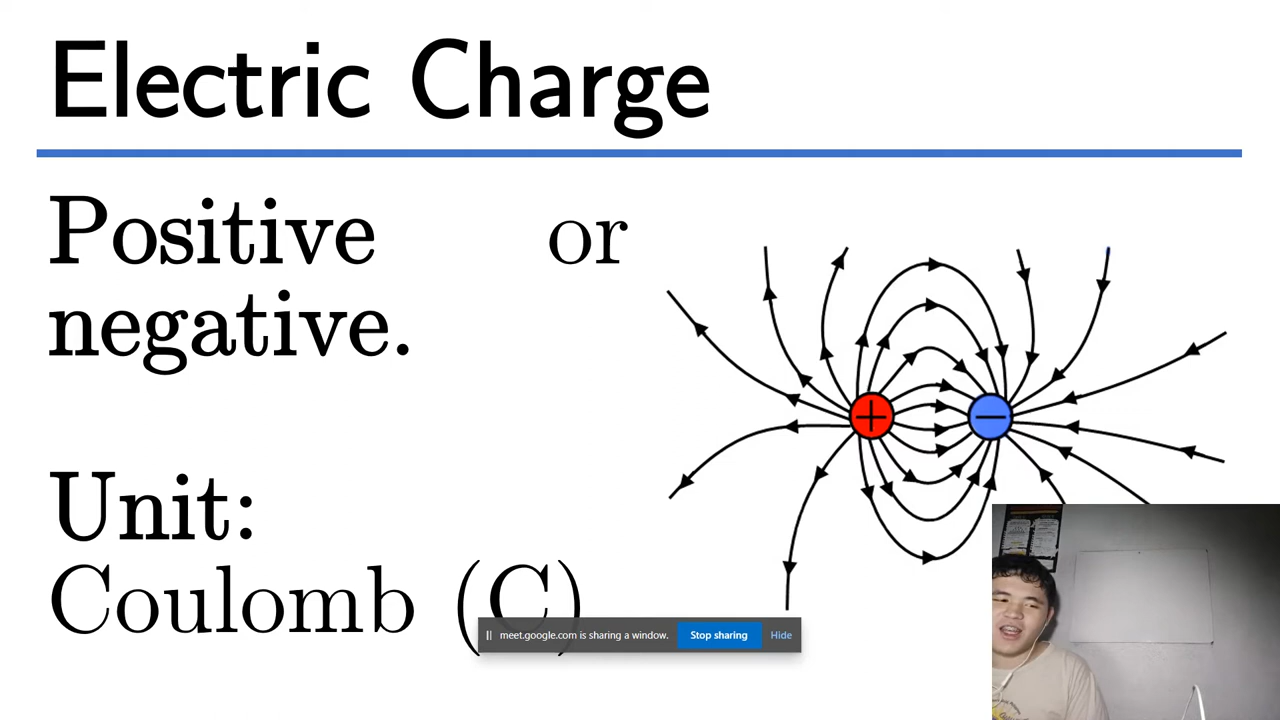 Electric Charge
Positive or
negative.
Unit:
Coulomb (C)
+ −
meet.google.com is sharing a window. Stop sharing Hide